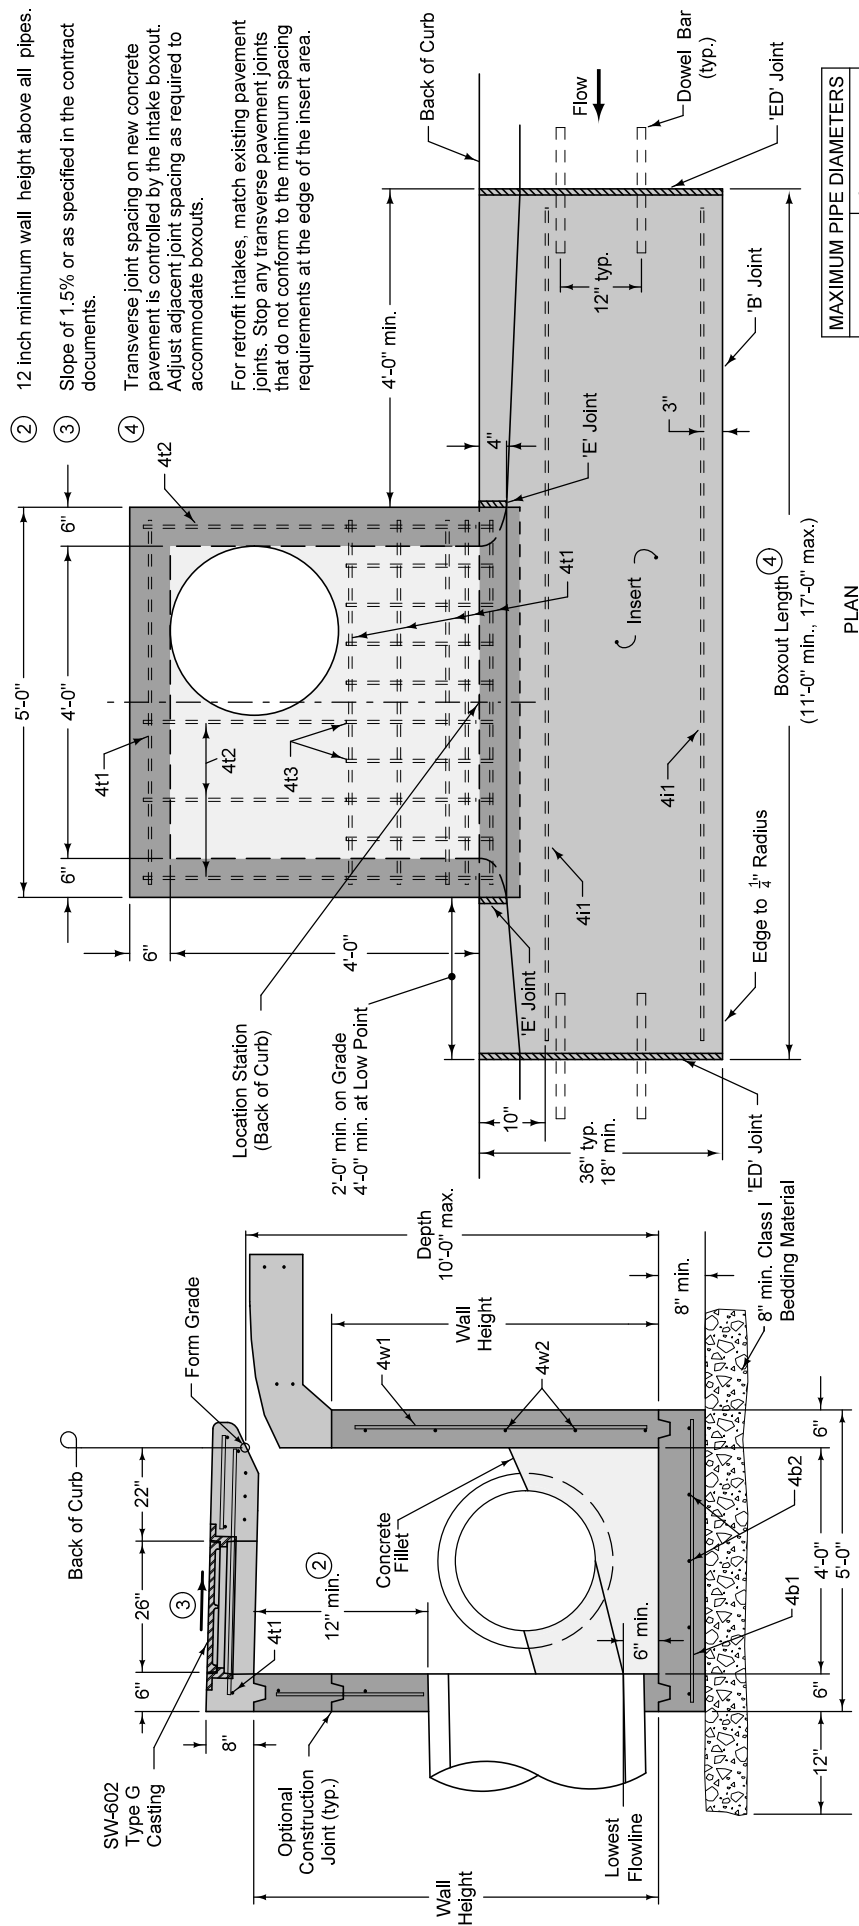 ② 12 inch minimum wall height above all pipes.
③ Slope of 1.5% or as specified in the contract
documents.
④ Transverse joint spacing on new concrete
pavement is controlled by the intake boxout.
Adjust adjacent joint spacing as required to
accommodate boxouts.
For retrofit intakes, match existing pavement
joints. Stop any transverse pavement joints
that do not conform to the minimum spacing
requirements at the edge of the insert area.
5'-0"
6"
4'-0"
6"
4t1
4t2
4t2
4t3
6"
4'-0"
4t1
Location Station
(Back of Curb)
2'-0" min. on Grade
4'-0" min. at Low Point
4'-0" min.
Back of Curb
Flow
Dowel Bar
(typ.)
'ED' Joint
12" typ.
4"
'E' Joint
'E' Joint
10"
36" typ.
18" min.
4i1
4i1
Insert
3"
'B' Joint
Edge to 1/4" Radius
'ED' Joint
Boxout Length ④
(11'-0" min., 17'-0" max.)
PLAN
MAXIMUM PIPE DIAMETERS
Back of Curb
6"
26"
22"
③
Form Grade
SW-602
Type G
Casting
8"
4t1
②
12" min.
Optional
Construction
Joint (typ.)
Concrete
Fillet
Wall
Height
Wall
Height
Depth
10'-0" max.
4w1
4w2
Lowest
Flowline
6" min.
8" min.
8" min. Class I
Bedding Material
4b1
4b2
12"
6"
4'-0"
6"
5'-0"